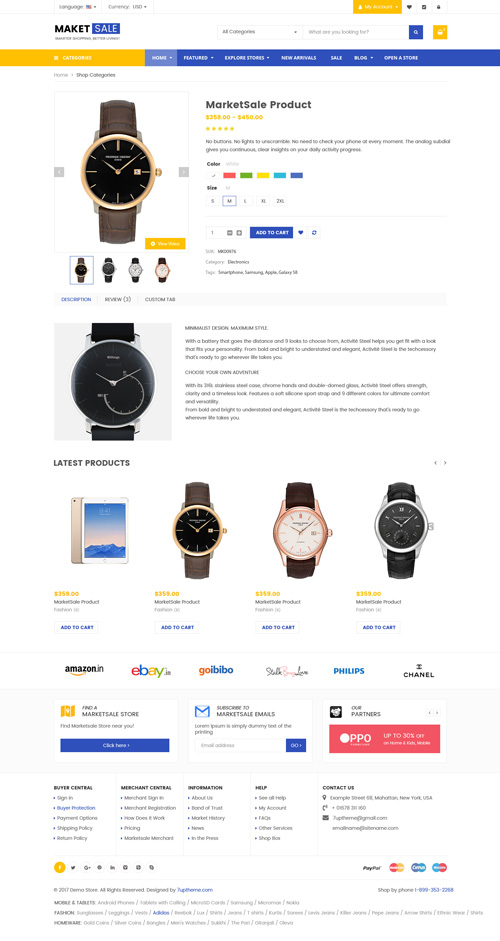 Language:
Currency: USD
My Account
MAKET SALE
SMARTER SHOPPING, BETTER LIVING!
All Categories
What are you looking for?
CATEGORIES
HOME
FEATURED
EXPLORE STORES
NEW ARRIVALS
SALE
BLOG
OPEN A STORE
Home > Shop Categories
MarketSale Product
$359.00 – $450.00
No buttons. No lights to unscramble. No need to check your phone at every moment. The analog subdial
gives you continuous, clear insights on your daily activity progress.
Color White
Size M
S M L XL 2XL
1
ADD TO CART
View More
SKU: MK00976
Category: Electronics
Tags: Smartphone, Samsung, Apple, Galaxy S8
DESCRIPTION
REVIEW (3)
CUSTOM TAB
MINIMALIST DESIGN. MAXIMUM STYLE.
With a battery that goes the distance and 11 looks to choose from, Activité Steel helps you get fit with a look
that fits your personality. From bold and bright to understated and elegant, Activité Steel is the techcessory
that's ready to go wherever life takes you.
CHOOSE YOUR OWN ADVENTURE
With its 316L stainless steel case, chrome hands and double-domed glass, Activité Steel offers strength,
clarity and a timeless look. Features a soft silicone sport strap and 9 different colors for ultimate comfort
and versatility.
From bold and bright to understated and elegant, Activité Steel is the techcessory that's ready to go
wherever life takes you.
LATEST PRODUCTS
$359.00
MarketSale Product
Fashion (4)
ADD TO CART
$359.00
MarketSale Product
Fashion (4)
ADD TO CART
$359.00
MarketSale Product
Fashion (4)
ADD TO CART
$359.00
MarketSale Product
Fashion (4)
ADD TO CART
amazon.in
ebay.in
goibibo
Stalk Buy Love
PHILIPS
CHANEL
FIND A
MARKETSALE STORE
Find MarketSale Store near you!
Click here >
SUBSCRIBE TO
MARKETSALE EMAILS
Lorem Ipsum is simply dummy text of the
printing
Email address
GO >
OUR
PARTNERS
OPPO
UP TO 30% off
on Home & Kids, Mobile
BUYER CENTRAL
Sign In
Buyer Protection
Payment Options
Shipping Policy
Return Policy
MERCHANT CENTRAL
Merchant Sign In
Merchant Registration
How Does It Work
Pricing
Marketsale Merchant
INFORMATION
About Us
Brand of Trust
Market History
News
In the Press
HELP
See all Help
My Account
FAQs
Other Services
Shop Box
CONTACT US
Example Street 68, Mahattan, New York, USA
+ 01678 311 160
7uptheme@gmail.com
emailname@sitename.com
PayPal
© 2017 Demo Store. All Rights Reserved. Designed by 7uptheme.com
Shop by phone 1-899-353-2268
MOBILE & TABLETS: Android Phones / Tablets with Calling / MicroSD Cards / Samsung / Micromax / Nokia
FASHION: Sunglasses / Leggings / Vests / Adidas / Reebok / Lux / Shirts / Jeans / T shirts / Kurtis / Sarees / Levis Jeans / Killer Jeans / Pepe Jeans / Arrow Shirts / Ethnic Wear / Shirts
HOMEWARE: Gold Coins / Silver Coins / Bangles / Men's Watches / Sukkhi / The Pari / Gitanjali / Oleva